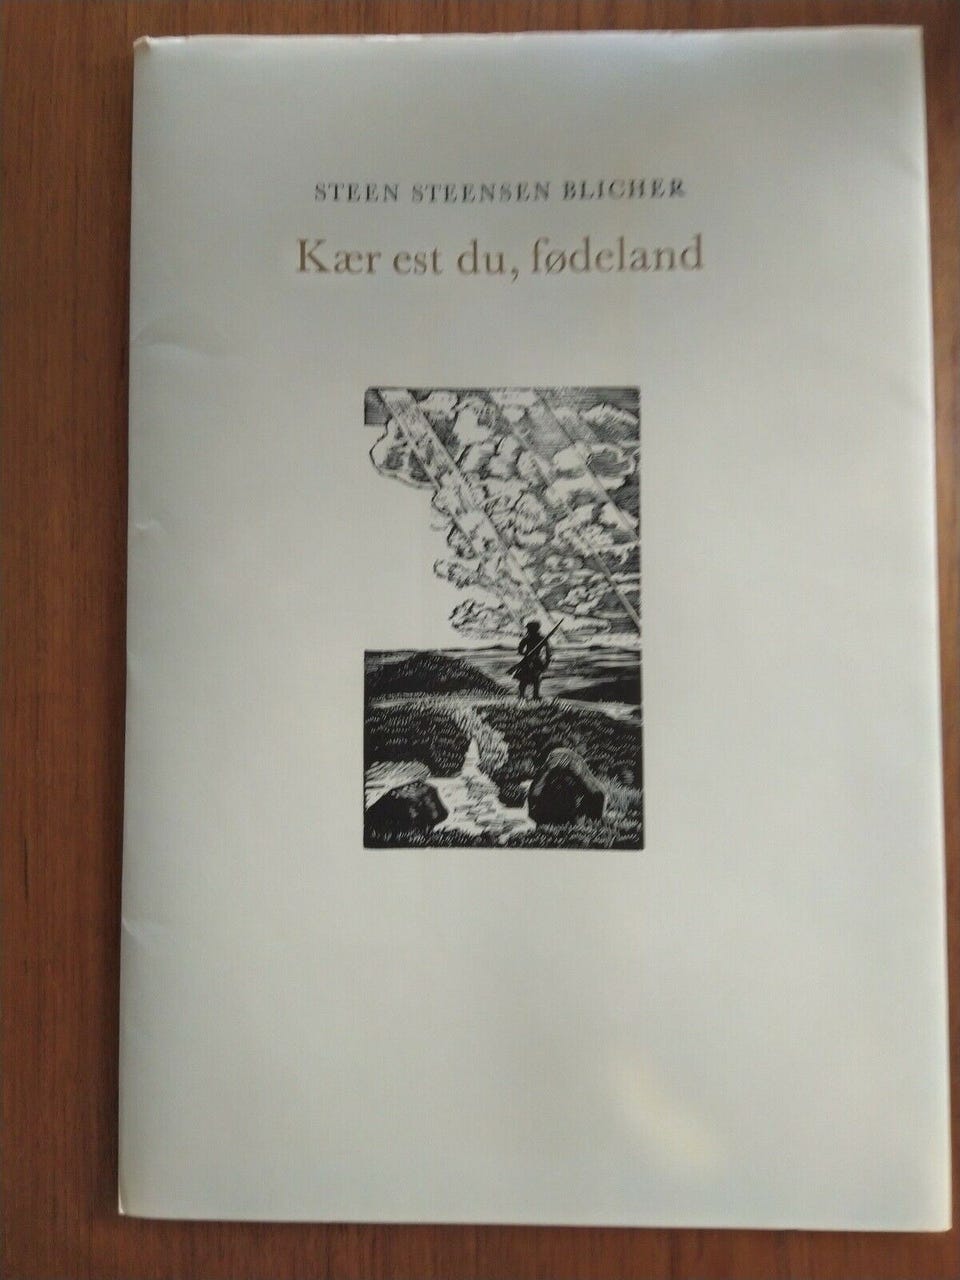 STEEN STEENSEN BLICHER
Kær est du, fødeland